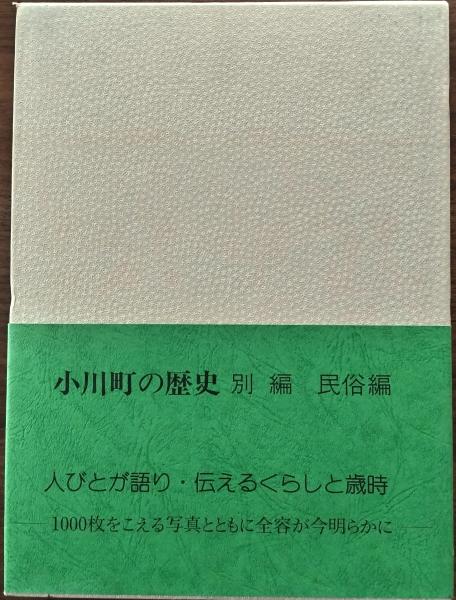 小川町の歴史 別編 民俗編
人びとが語り・伝えるくらしと歳時
―1000枚をこえる写真とともに全容が今明らかに―